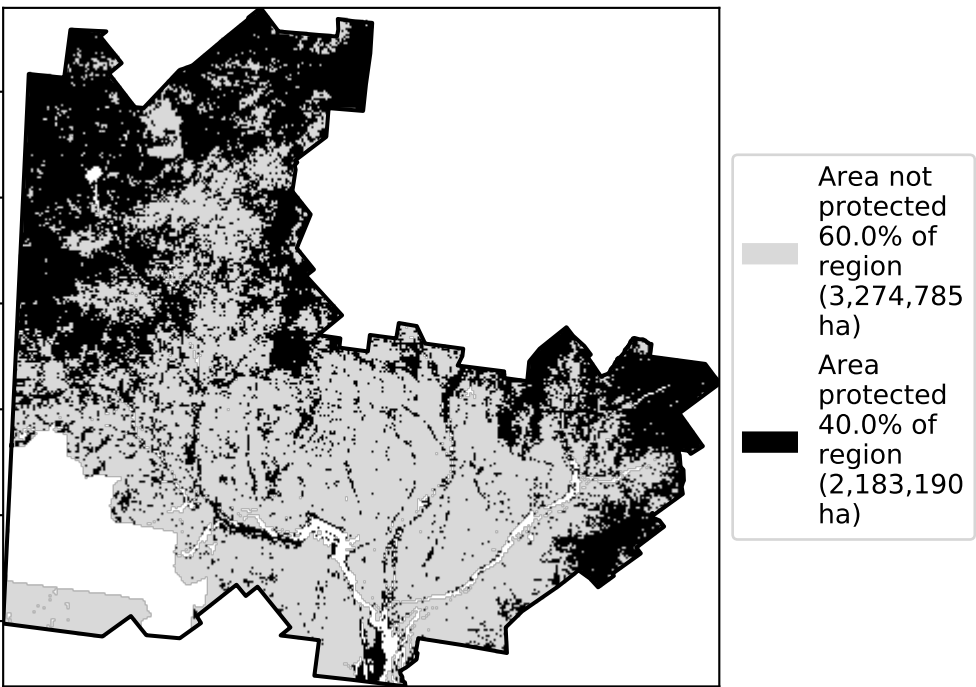 Area not
protected
60.0% of
region
(3,274,785
ha)
Area
protected
40.0% of
region
(2,183,190
ha)